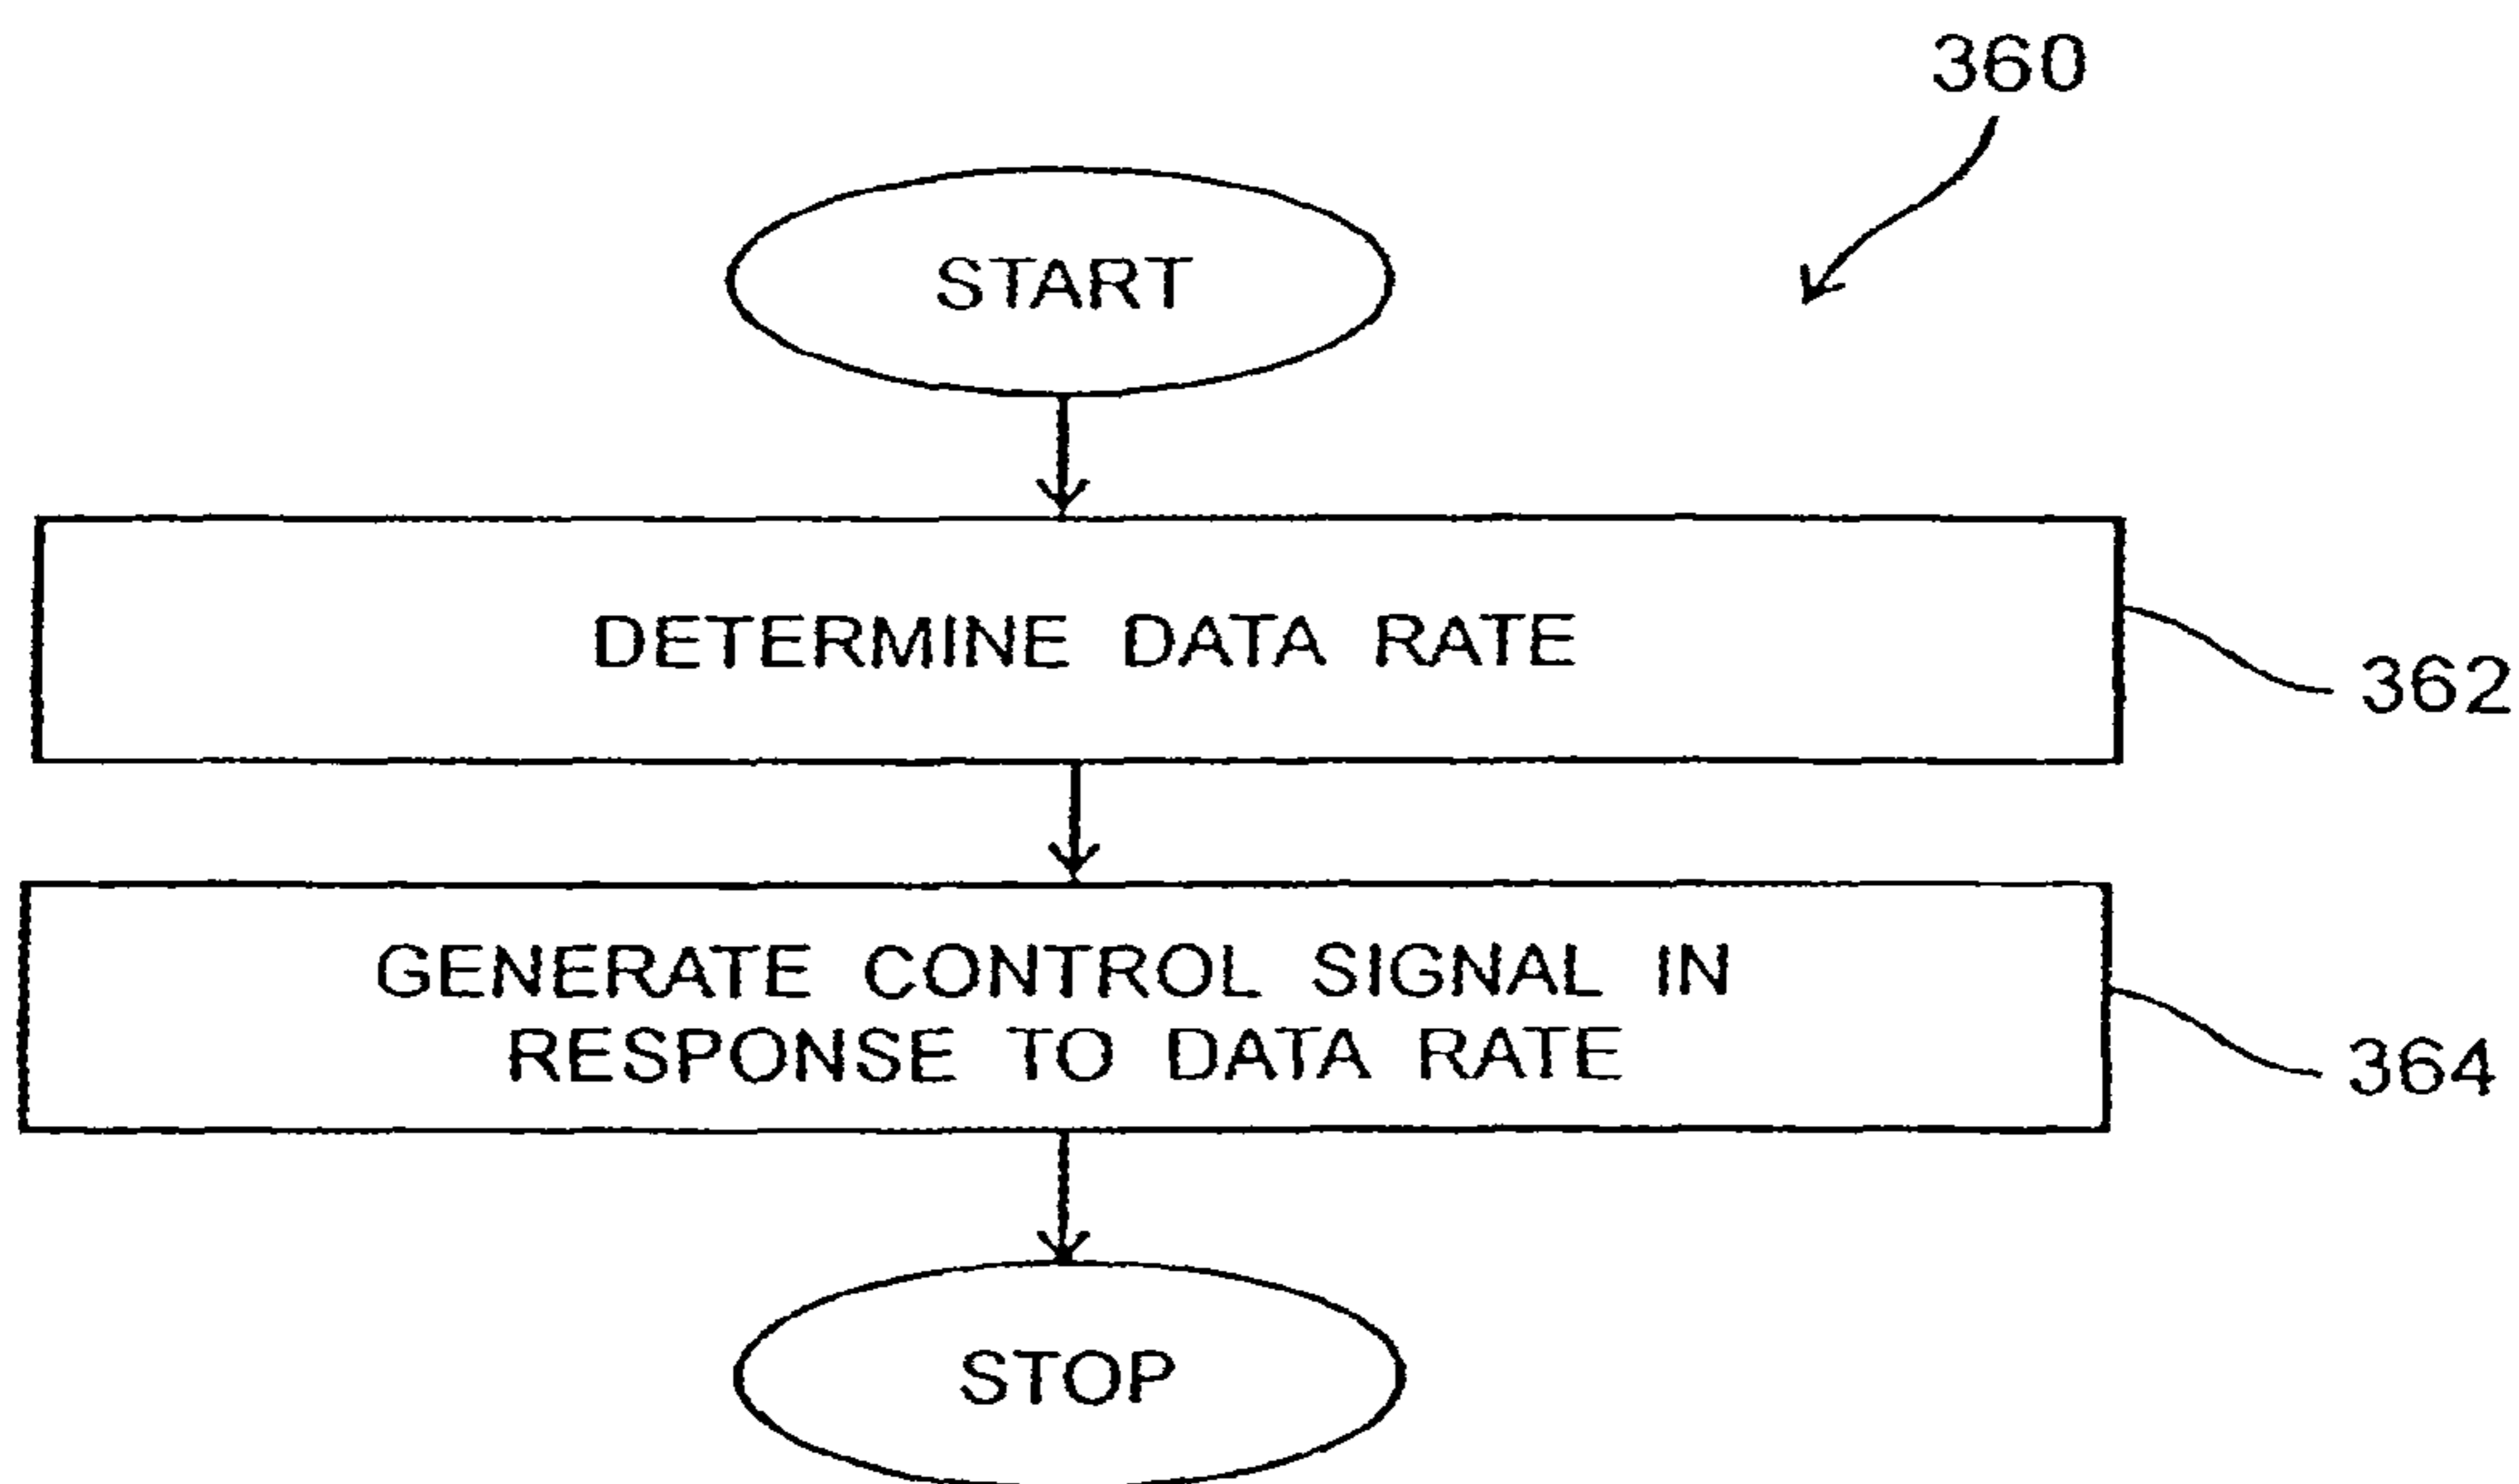 360
START
DETERMINE DATA RATE
362
GENERATE CONTROL SIGNAL IN
RESPONSE TO DATA RATE
364
STOP